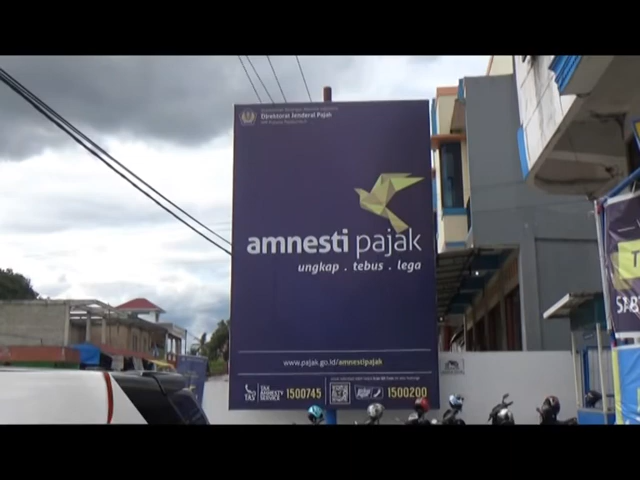 Direktorat Jenderal Pajak
amnesti pajak
ungkap . tebus . lega
www.pajak.go.id/amnestipajak
TAX
AMNESTY
SERVICE
1500745
1500200